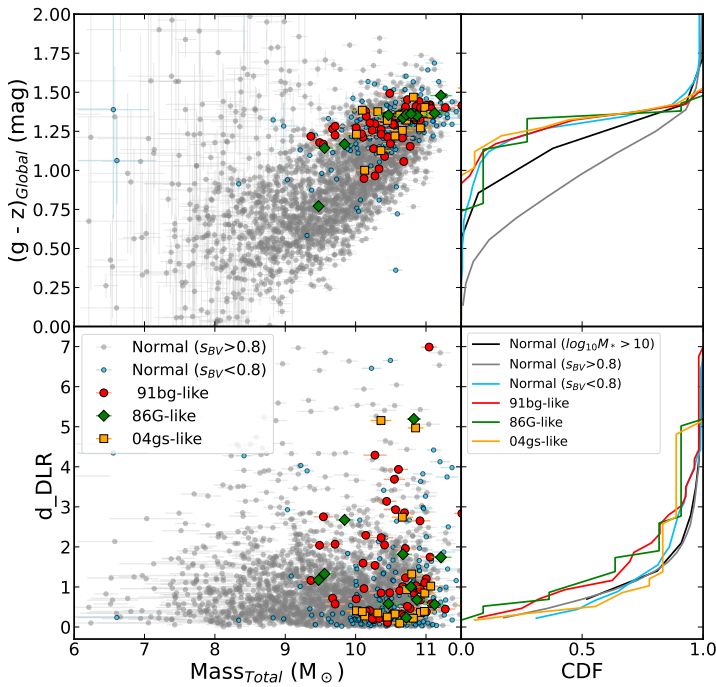 2.00
1.75
1.50
1.25
1.00
0.75
0.50
0.25
0.00
(g - z)Global (mag)
7
6
5
4
3
2
1
0
d_DLR
Normal (sBV>0.8)
Normal (sBV<0.8)
91bg-like
86G-like
04gs-like
Normal (log10M*>10)
Normal (sBV>0.8)
Normal (sBV<0.8)
91bg-like
86G-like
04gs-like
6 7 8 9 10 11 0.0 0.5 1.0
MassTotal (M⊙)
CDF